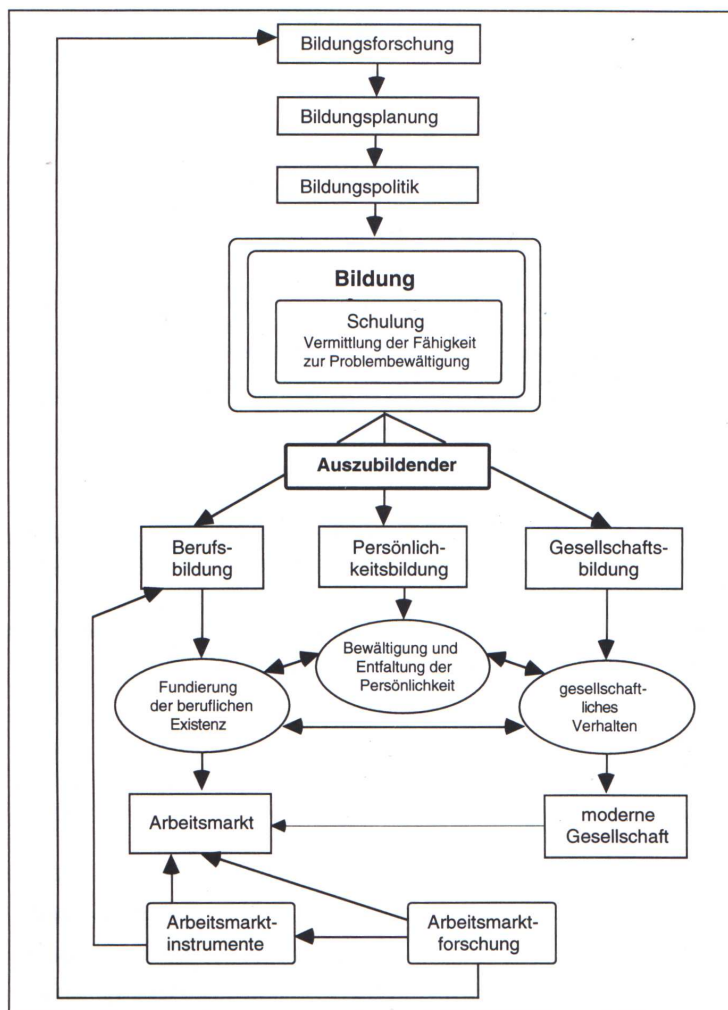 Bildungsforschung
Bildungsplanung
Bildungspolitik
Bildung
Schulung
Vermittlung der Fähigkeit
zur Problembewältigung
Auszubildender
Berufs-
bildung
Persönlich-
keitsbildung
Gesellschafts-
bildung
Bewältigung und
Entfaltung der
Persönlichkeit
Fundierung
der beruflichen
Existenz
gesellschaft-
liches
Verhalten
Arbeitsmarkt
moderne
Gesellschaft
Arbeitsmarkt-
instrumente
Arbeitsmarkt-
forschung